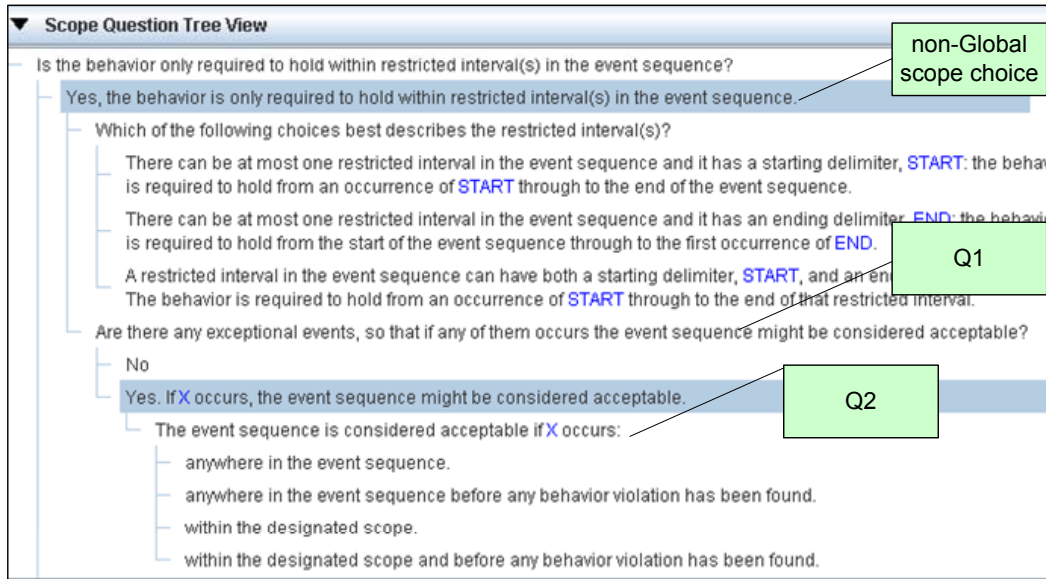 Scope Question Tree View
non-Global
scope choice
Is the behavior only required to hold within restricted interval(s) in the event sequence?
Yes, the behavior is only required to hold within restricted interval(s) in the event sequence.
Which of the following choices best describes the restricted interval(s)?
There can be at most one restricted interval in the event sequence and it has a starting delimiter, START: the
is required to hold from an occurrence of START through to the end of the event sequence.
There can be at most one restricted interval in the event sequence and it has an ending delimiter, END: the
is required to hold from the start of the event sequence through to the first occurrence of END.
Q1
A restricted interval in the event sequence can have both a starting delimiter, START, and an
The behavior is required to hold from an occurrence of START through to the end of that restricted interval.
Are there any exceptional events, so that if any of them occurs the event sequence might be considered acceptable?
No
Yes. If X occurs, the event sequence might be considered acceptable.
Q2
The event sequence is considered acceptable if X occurs:
anywhere in the event sequence.
anywhere in the event sequence before any behavior violation has been found.
within the designated scope.
within the designated scope and before any behavior violation has been found.